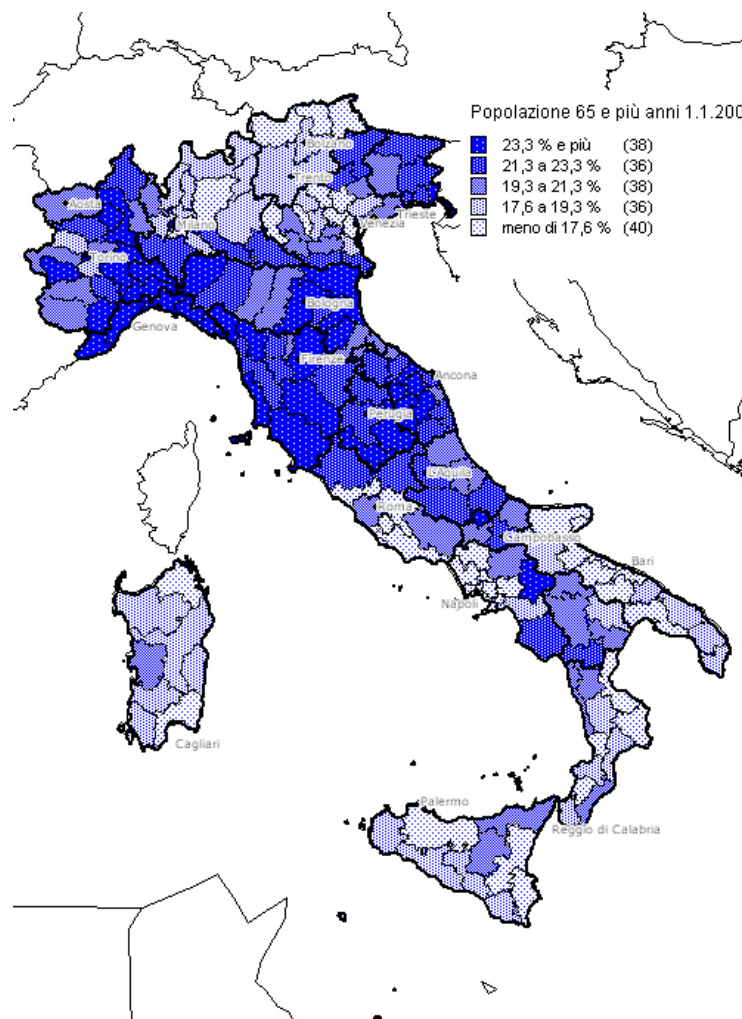 Popolazione 65 e più anni 1.1.200
23,3 % e più (38)
21,3 a 23,3 % (36)
19,3 a 21,3 % (38)
17,6 a 19,3 % (36)
meno di 17,6 % (40)
Bolzano
Trento
Aosta
Milano
Venezia
Trieste
Torino
Bologna
Genova
Firenze
Ancona
Perugia
L'Aquila
Roma
Campobasso
Bari
Napoli
Cagliari
Palermo
Reggio di Calabria